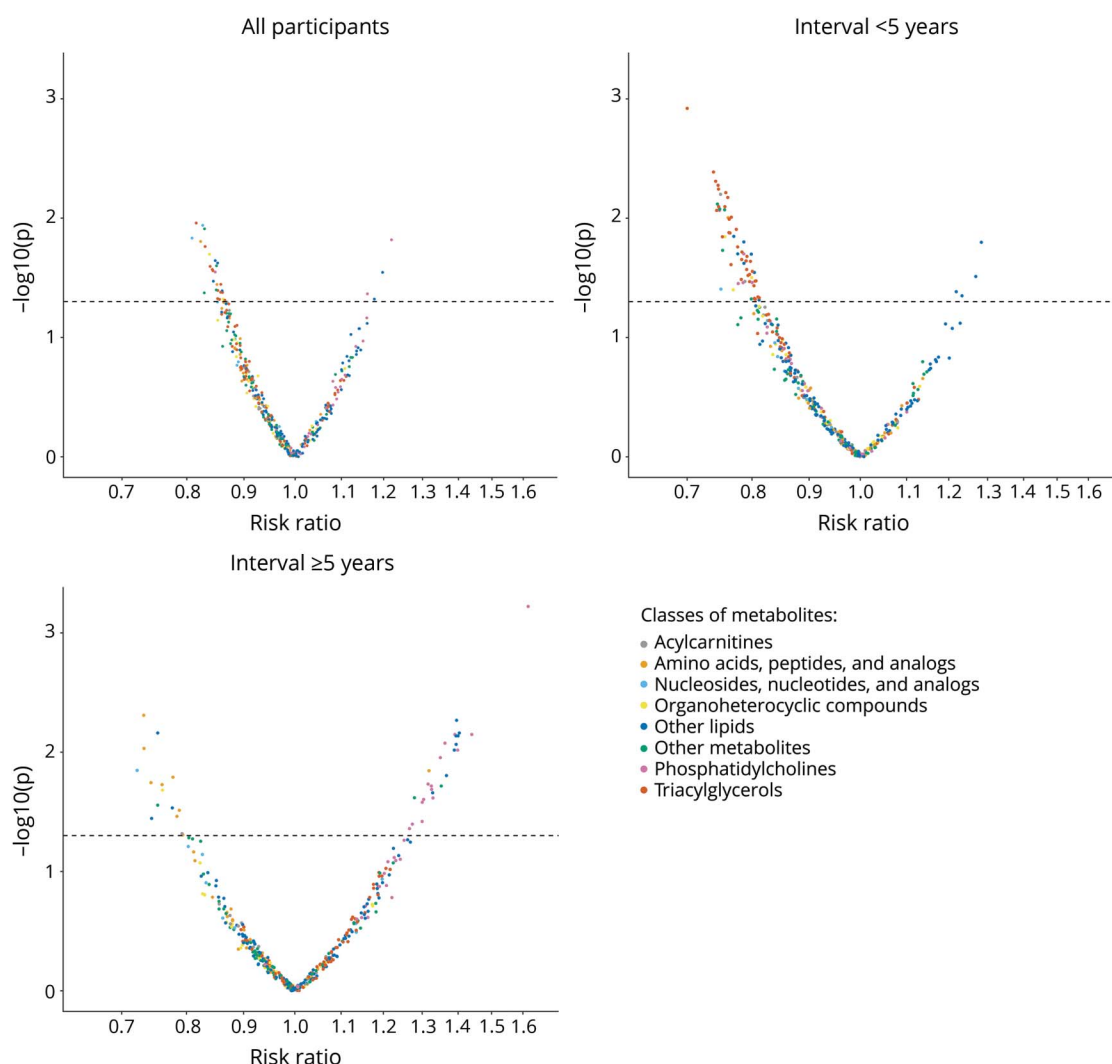 All participants
3
2
1
0
−log10(p)
0.7 0.8 0.9 1.0 1.1 1.2 1.3 1.4 1.5 1.6
Risk ratio
Interval <5 years
3
2
1
0
−log10(p)
0.7 0.8 0.9 1.0 1.1 1.2 1.3 1.4 1.5 1.6
Risk ratio
Interval ≥5 years
3
2
1
0
−log10(p)
0.7 0.8 0.9 1.0 1.1 1.2 1.3 1.4 1.5 1.6
Risk ratio
Classes of metabolites:
Acylcarnitines
Amino acids, peptides, and analogs
Nucleosides, nucleotides, and analogs
Organoheterocyclic compounds
Other lipids
Other metabolites
Phosphatidylcholines
Triacylglycerols